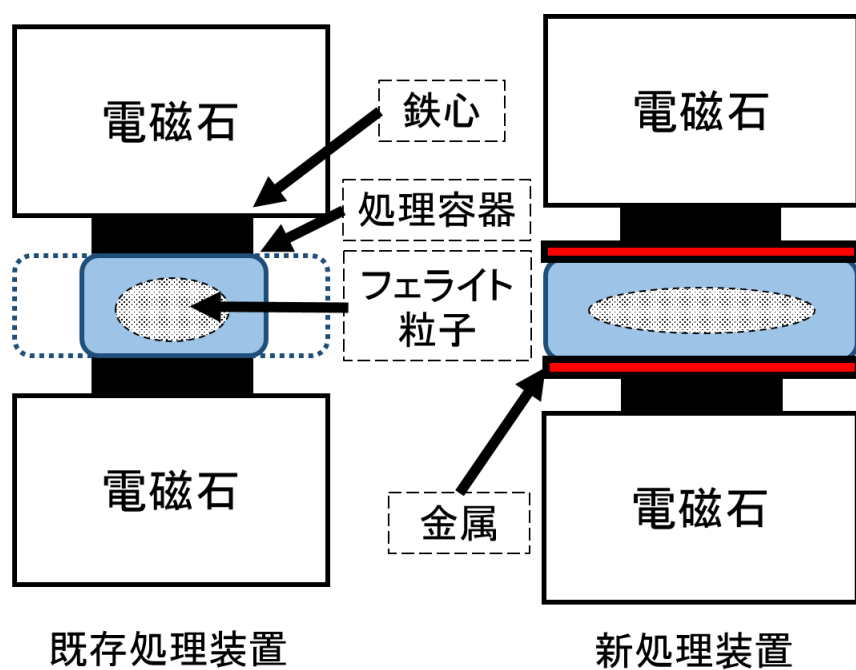 電磁石
鉄心
処理容器
フェライト
粒子
電磁石
既存処理装置
電磁石
金属
電磁石
新処理装置